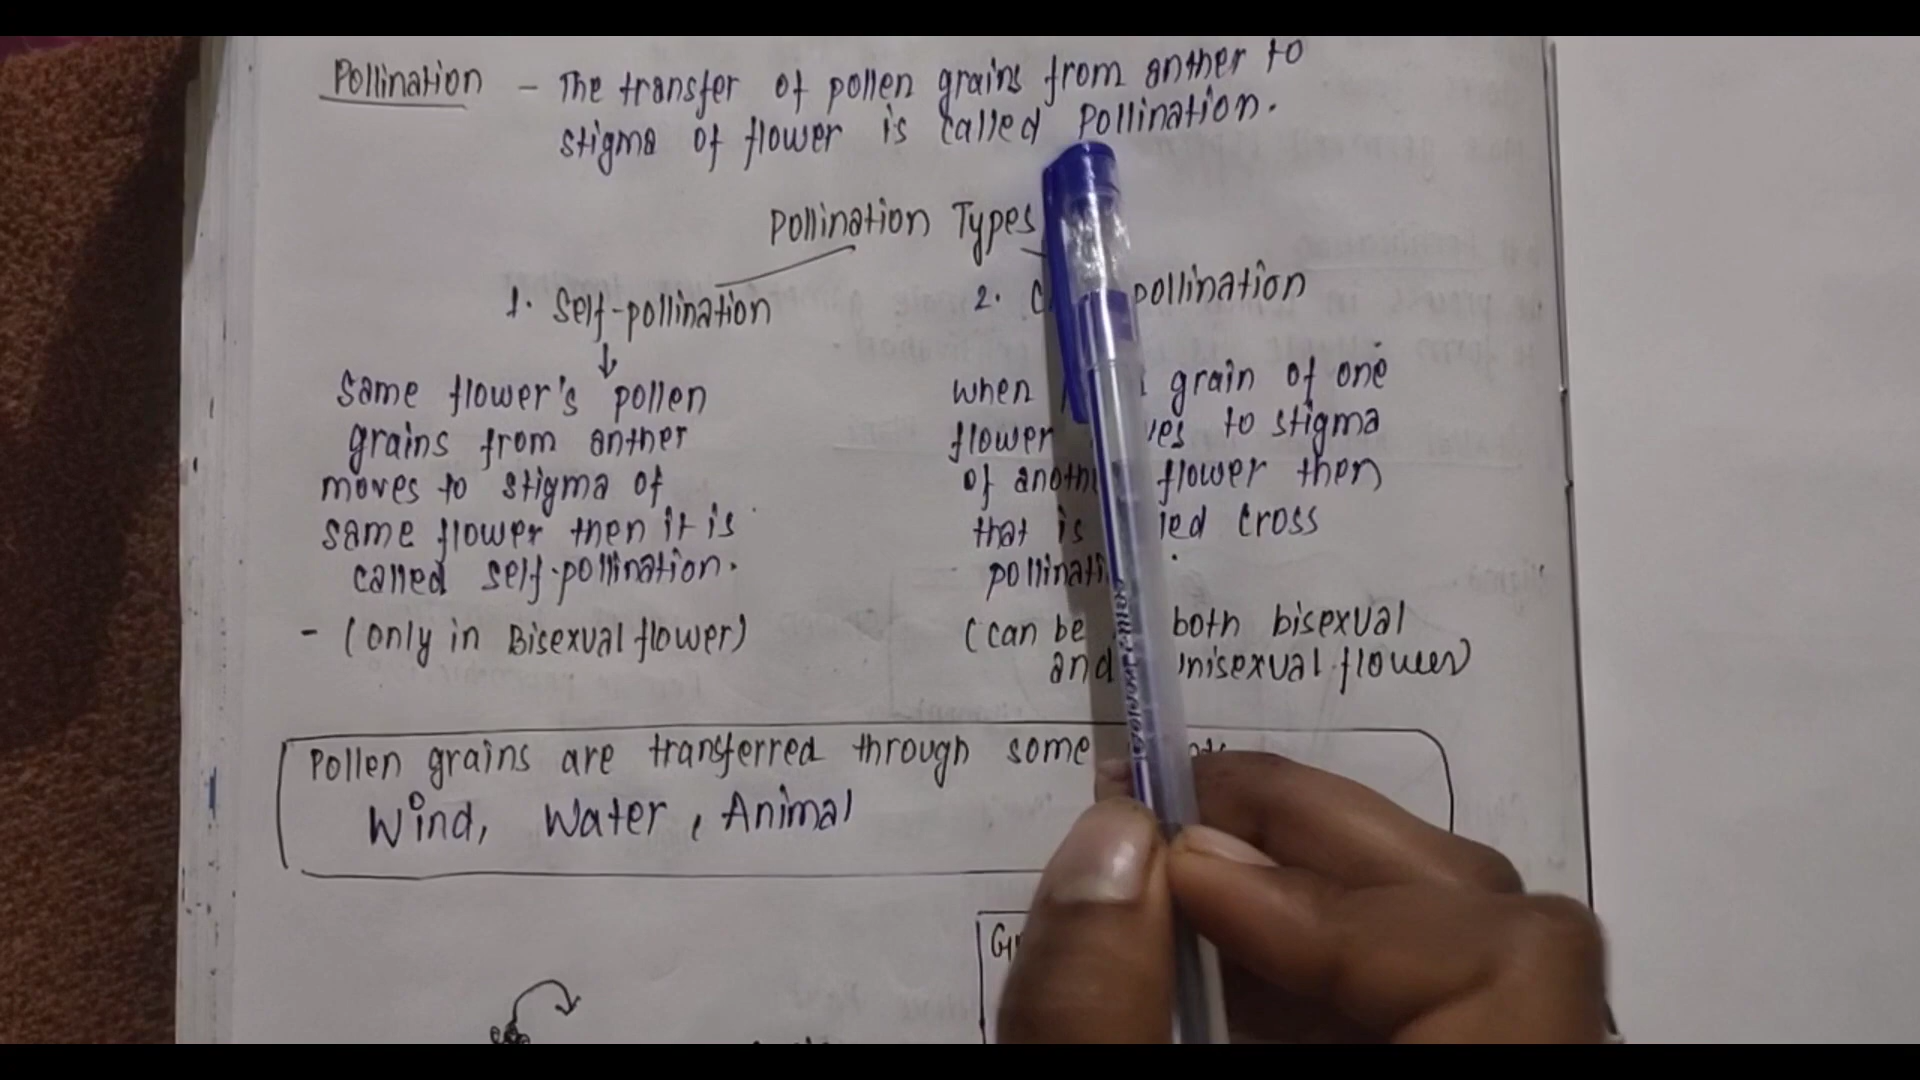 Pollination - The transfer of pollen grains from anther to
stigma of flower is called Pollination.
Pollination Types
1. Self-pollination
same flower's pollen
grains from anther
moves to stigma of
same flower then it is
called self-pollination.
- (only in Bisexual flower)
2. pollination
when grain of one
flower to stigma
of flower then
that is cross
(can be both bisexual
and flower)
Pollen grains are transferred through some
Wind, Water, Animal